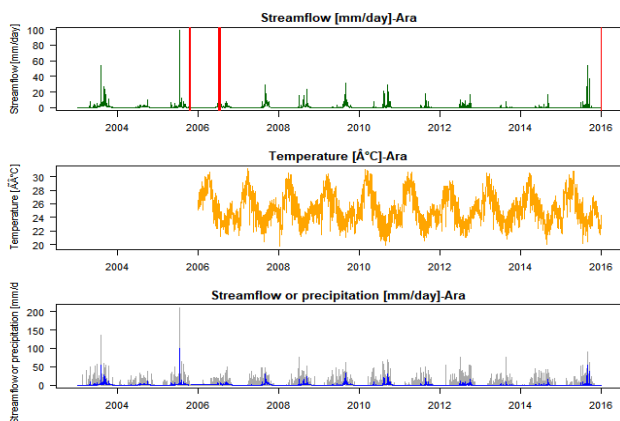 Streamflow [mm/day]-Ara
Streamflow [mm/day]
100
80
60
40
20
0
2004 2006 2008 2010 2012 2014 2016
Temperature [Â°C]-Ara
Temperature [ÂÂ°C]
30
28
26
24
22
20
2004 2006 2008 2010 2012 2014 2016
Streamflow or precipitation [mm/day]-Ara
Streamflow or precipitation [mm/d
200
150
100
50
0
2004 2006 2008 2010 2012 2014 2016